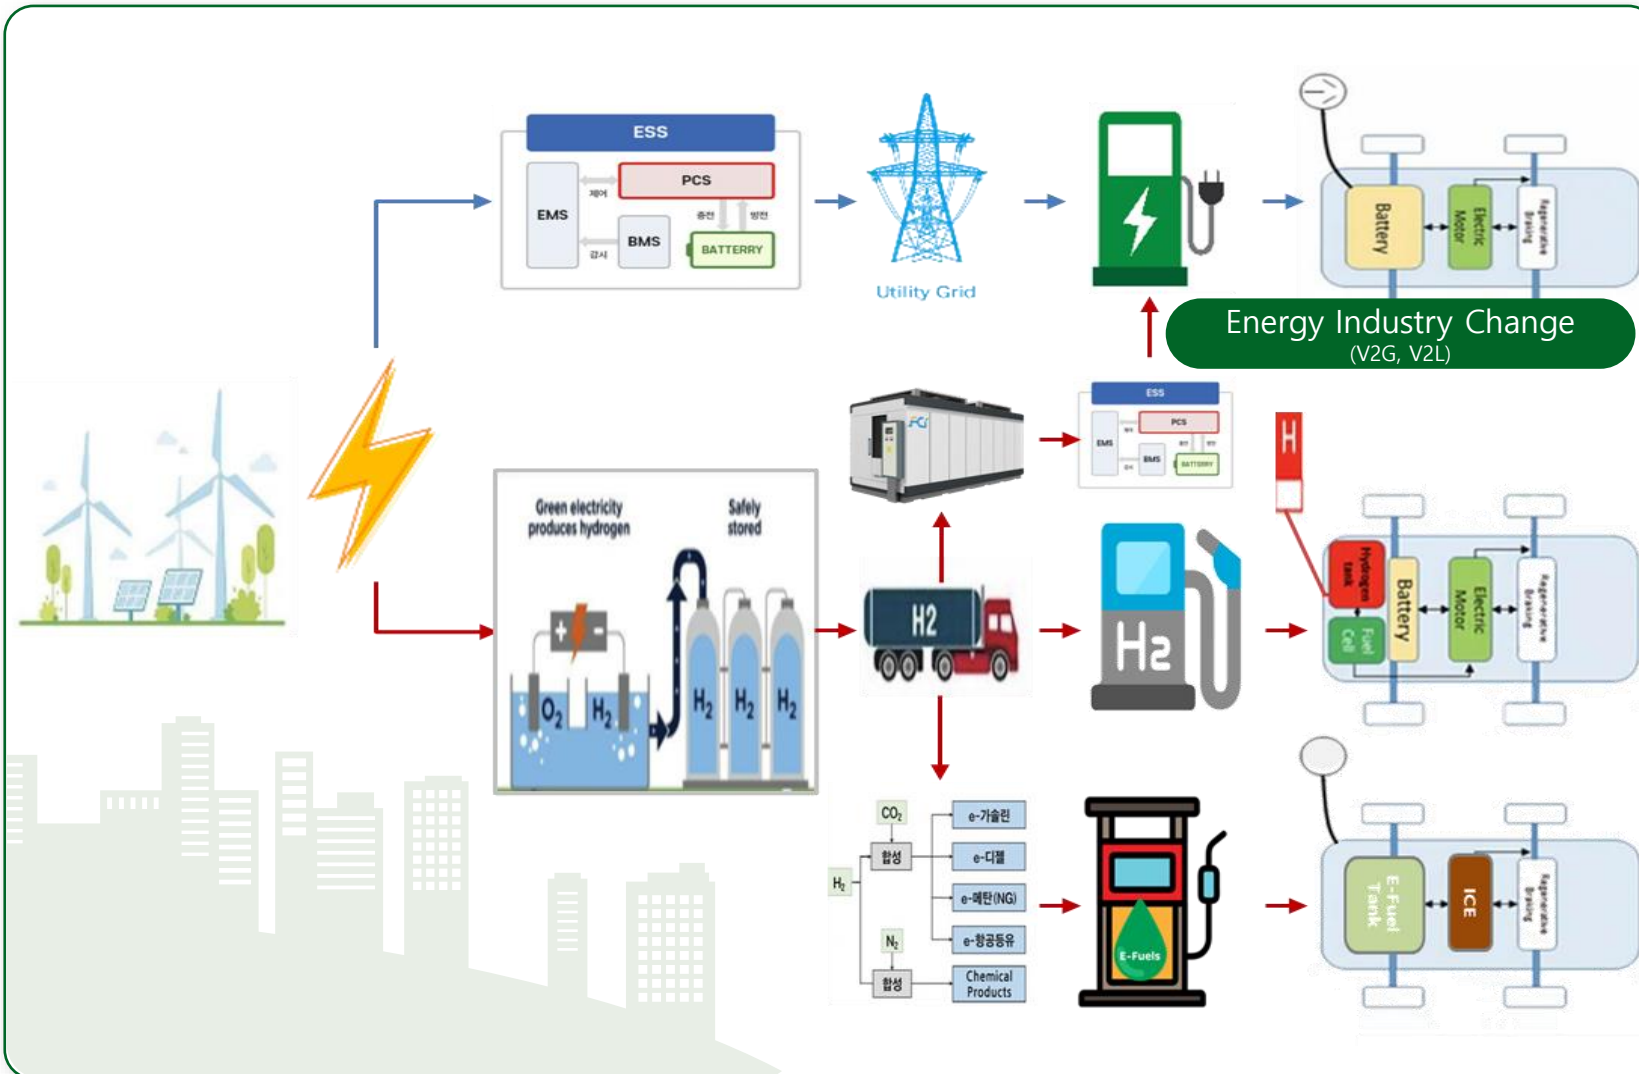 ESS
PCS
EMS
제어
충전
방전
BMS
BATTERRY
감시
Utility Grid
Battery
Electric
Motor
Regenerative
Braking
Energy Industry Change
(V2G, V2L)
ESS
PCS
EMS
BMS
BATTERRY
Green electricity
produces hydrogen
Safely
stored
+
-
O2
H2
H2
H2
H2
H2
H2
H
Hydrogen
tank
Fuel
Cell
Battery
Electric
Motor
Regenerative
Braking
CO2
합성
H2
N2
합성
e-가솔린
e-디젤
e-메탄(NG)
e-항공등유
Chemical
Products
E-Fuels
E-Fuel
Tank
ICE
Regenerative
Braking